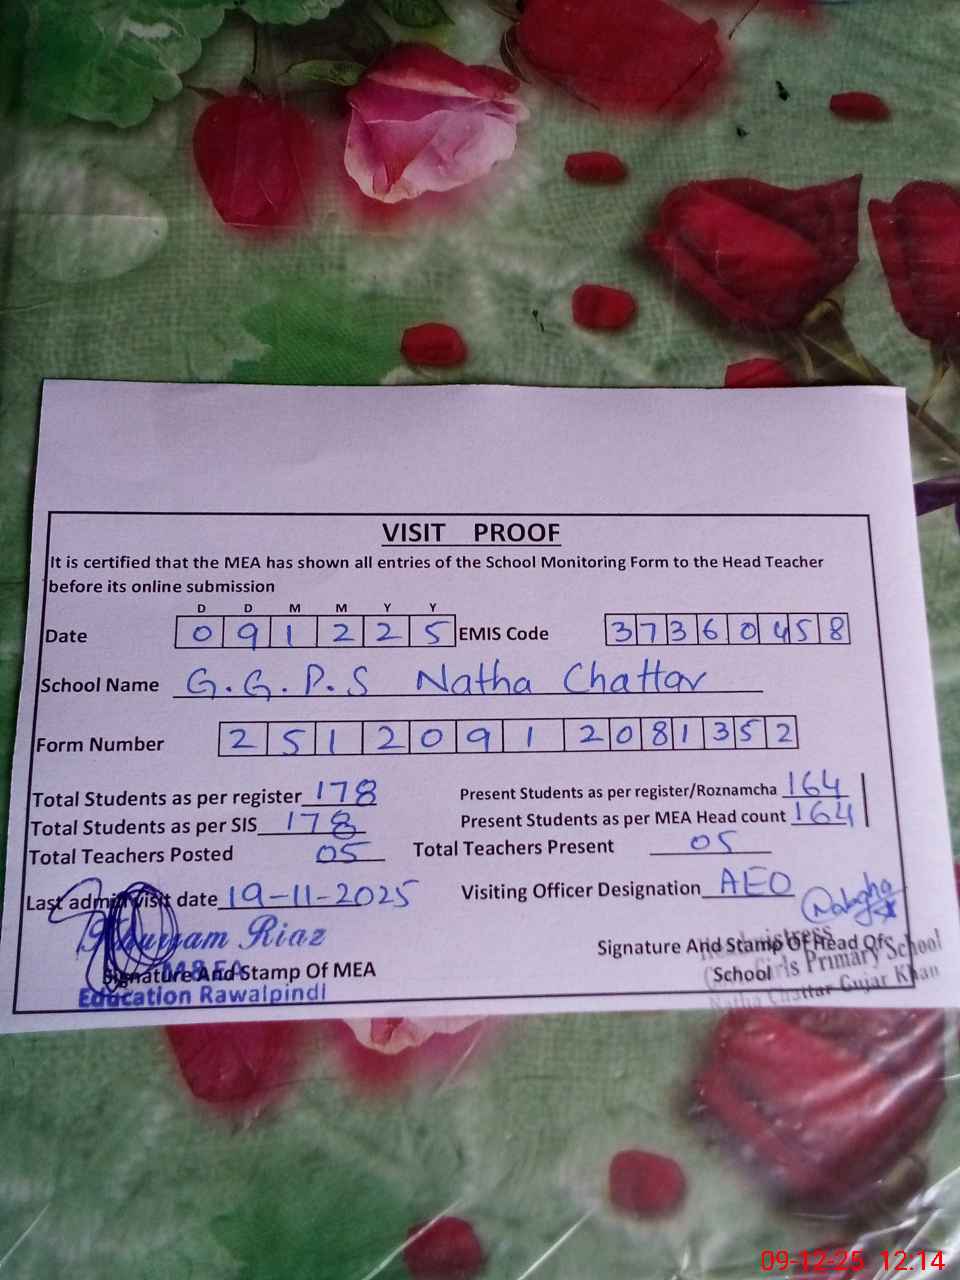 VISIT PROOF
It is certified that the MEA has shown all entries of the School Monitoring Form to the Head Teacher
before its online submission
D D M M Y Y
Date 0 9 1 2 2 5 EMIS Code 3 7 3 6 0 4 5 8
School Name G.G.P.S Natha Chattar
Form Number 2 5 1 2 0 9 1 2 0 8 1 3 5 2
Total Students as per register 178 Present Students as per register/Roznamcha 164
Total Students as per SIS 178 Present Students as per MEA Head count 164
Total Teachers Posted 05 Total Teachers Present 05
Last admin visit date 19-11-2025 Visiting Officer Designation AEO
Riaz
Signature And Stamp Of MEA
Education Rawalpindi
Signature And Stamp Of Head Of
School
Headmistress
Girls Primary School
Natha Chattar Gujar Khan
09-12-25 12:14